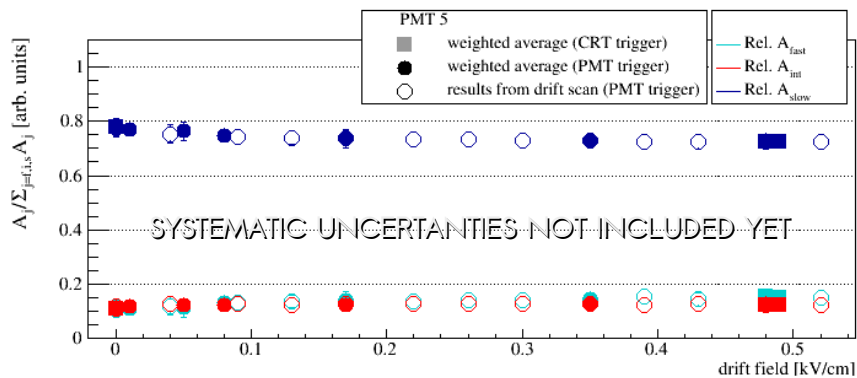 PMT 5
weighted average (CRT trigger)
weighted average (PMT trigger)
results from drift scan (PMT trigger)
Rel. A_fast
Rel. A_int
Rel. A_slow
A_j/Σ_j=f,i,s A_j [arb. units]
1
0.8
0.6
0.4
0.2
0
SYSTEMATIC UNCERTANTIES NOT INCLUDED YET
0 0.1 0.2 0.3 0.4 0.5
drift field [kV/cm]